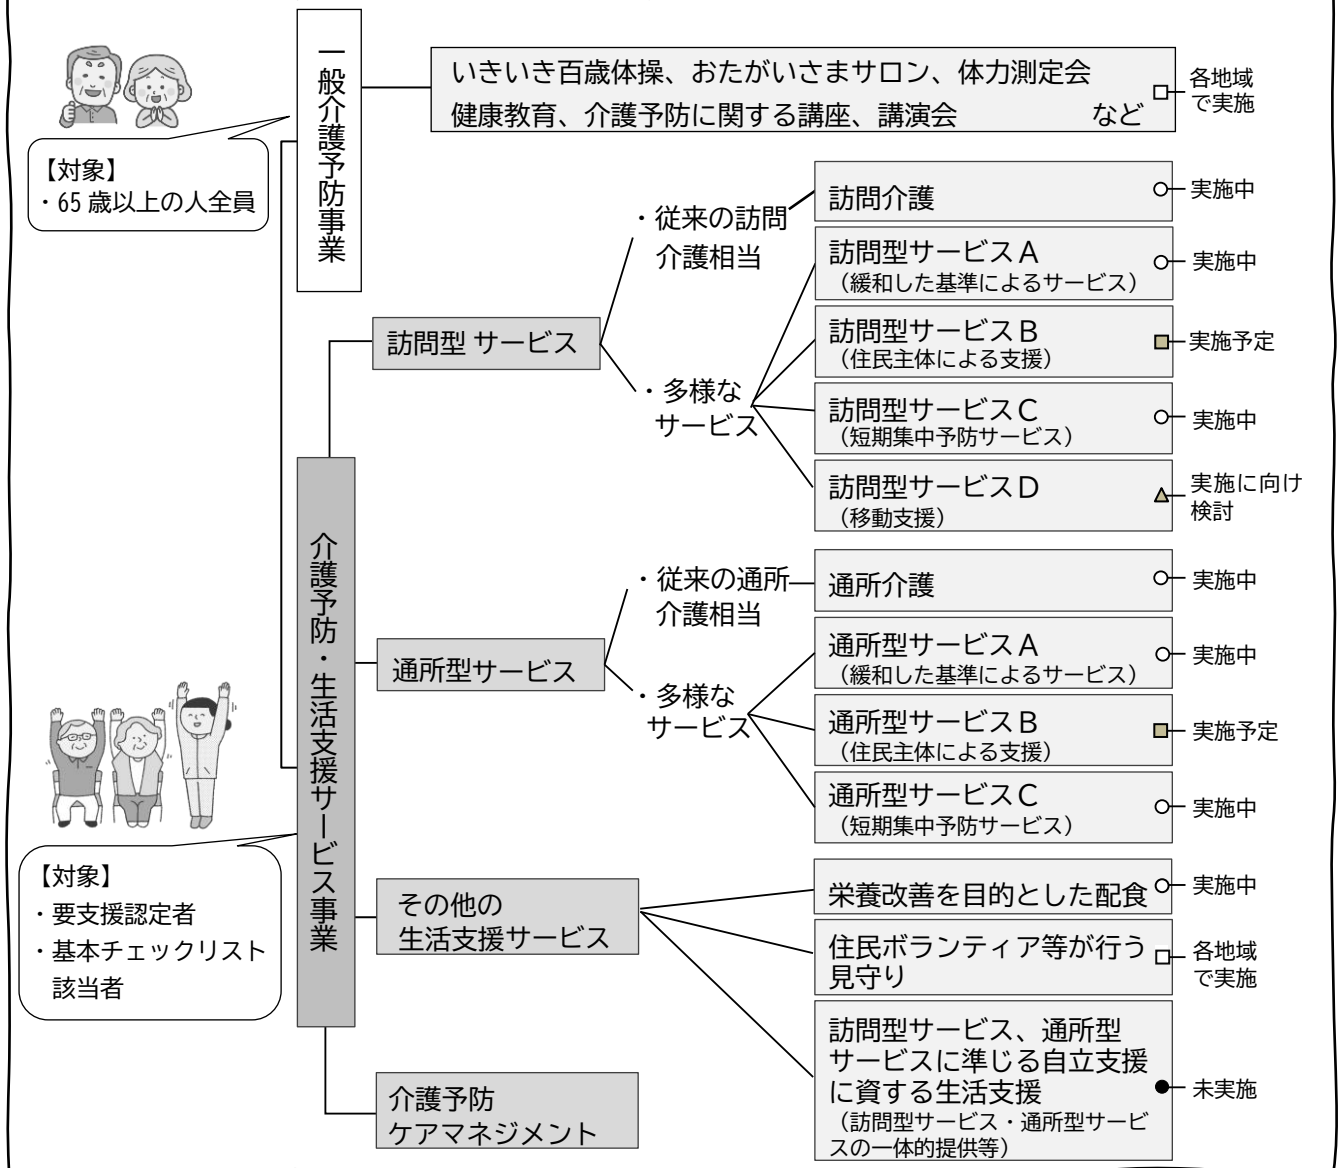 一般介護予防事業
いきいき百歳体操、おたがいさまサロン、体力測定会
健康教育、介護予防に関する講座、講演会 など
各地域
で実施
【対象】
・65 歳以上の人全員
介護予防・生活支援サービス事業
【対象】
・要支援認定者
・基本チェックリスト
該当者
訪問型 サービス
・従来の訪問
介護相当
訪問介護
実施中
・多様な
サービス
訪問型サービスA
（緩和した基準によるサービス）
実施中
訪問型サービスB
（住民主体による支援）
実施予定
訪問型サービスC
（短期集中予防サービス）
実施中
訪問型サービスD
（移動支援）
実施に向け
検討
通所型サービス
・従来の通所
介護相当
通所介護
実施中
・多様な
サービス
通所型サービスA
（緩和した基準によるサービス）
実施中
通所型サービスB
（住民主体による支援）
実施予定
通所型サービスC
（短期集中予防サービス）
実施中
その他の
生活支援サービス
栄養改善を目的とした配食
実施中
住民ボランティア等が行う
見守り
各地域
で実施
訪問型サービス、通所型
サービスに準じる自立支援
に資する生活支援
（訪問型サービス・通所型サービ
スの一体的提供等）
未実施
介護予防
ケアマネジメント